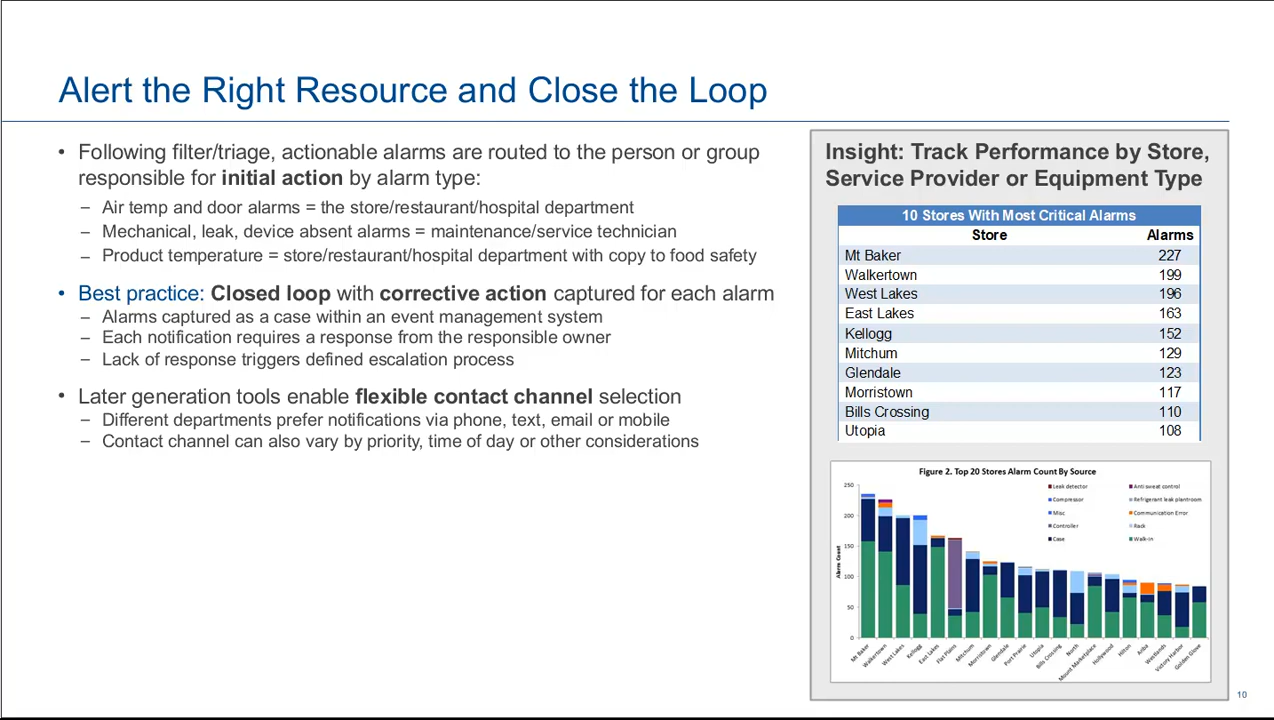 Alert the Right Resource and Close the Loop
• Following filter/triage, actionable alarms are routed to the person or group
responsible for initial action by alarm type:
– Air temp and door alarms = the store/restaurant/hospital department
– Mechanical, leak, device absent alarms = maintenance/service technician
– Product temperature = store/restaurant/hospital department with copy to food safety
• Best practice: Closed loop with corrective action captured for each alarm
– Alarms captured as a case within an event management system
– Each notification requires a response from the responsible owner
– Lack of response triggers defined escalation process
• Later generation tools enable flexible contact channel selection
– Different departments prefer notifications via phone, text, email or mobile
– Contact channel can also vary by priority, time of day or other considerations
Insight: Track Performance by Store,
Service Provider or Equipment Type
10 Stores With Most Critical Alarms
Store Alarms
Mt Baker 227
Walkertown 199
West Lakes 196
East Lakes 163
Kellogg 152
Mitchum 129
Glendale 123
Morristown 117
Bills Crossing 110
Utopia 108
Figure 2. Top 20 Stores Alarm Count By Source
Leak detector Anti sweat control
Compressor Refrigerant leak plantroom
Misc Communication Error
Controller Rack
Case Walk-in
Alarm Count
250
200
150
100
50
0
Mt Baker
Walkertown
West Lakes
Kellogg
East Lakes
Flat Plains
Mitchum
Morristown
Glendale
Port Prairie
Utopia
Bills Crossing
North
Mount Marketplace
Hollywood
Hilton
Ariba
Westlands
Victory Harbor
Golden Glove
10